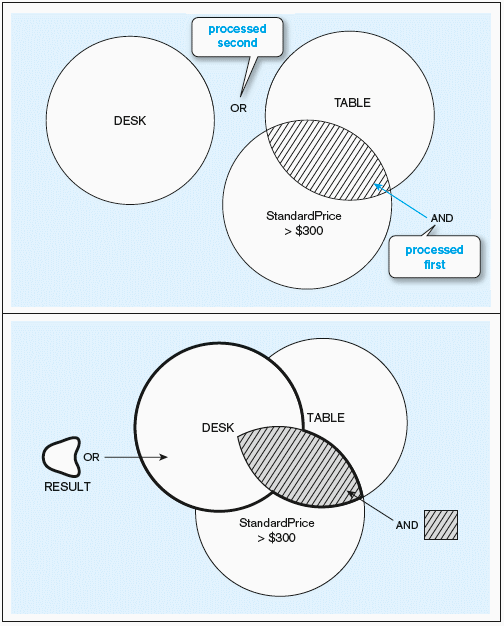 processed
second
OR
DESK
TABLE
StandardPrice
> $300
AND
processed
first
DESK
TABLE
OR
RESULT
StandardPrice
> $300
AND